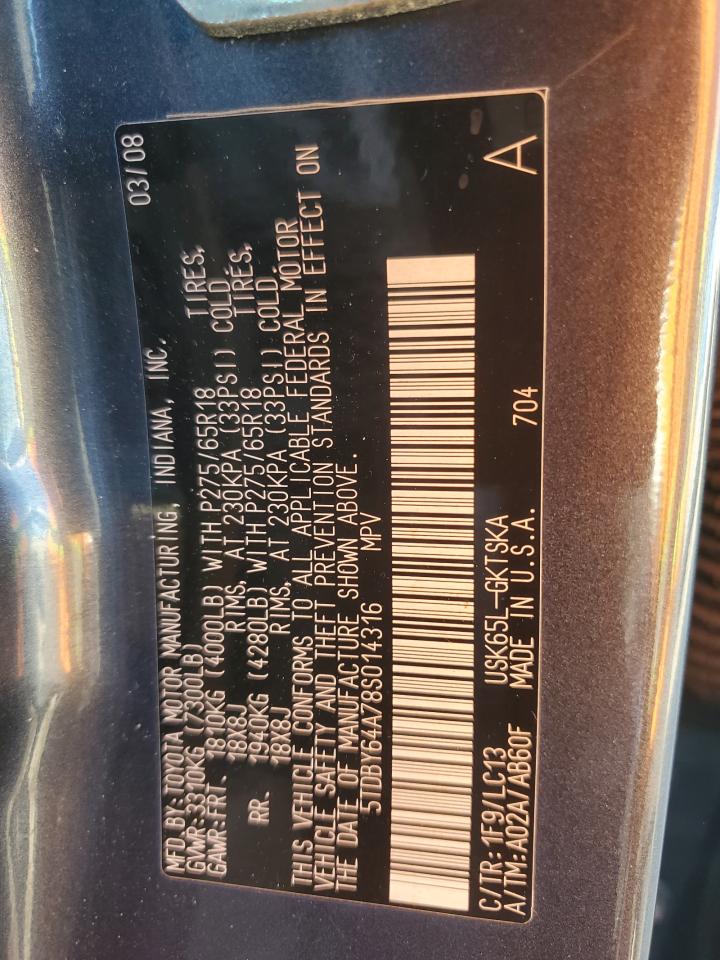 MFD. BY: TOYOTA MOTOR MANUFACTURING, INDIANA, INC. 03/08
GVWR: 3310KG (7300LB)
GAWR: FRT. 1810KG (4000LB) WITH P275/65R18 TIRES,
18X8J RIMS, AT 230KPA (33PSI) COLD
RR. 1940KG (4280LB) WITH P275/65R18 TIRES,
18X8J RIMS, AT 230KPA (33PSI) COLD.
THIS VEHICLE CONFORMS TO ALL APPLICABLE FEDERAL MOTOR
VEHICLE SAFETY AND THEFT PREVENTION STANDARDS IN EFFECT ON
THE DATE OF MANUFACTURE SHOWN ABOVE.
5TDBY64A78S014316 MPV
C/TR: 1F9/LC13 USK65L-GKTSKA A
A/TM: A02A/AB60F MADE IN U.S.A. 704